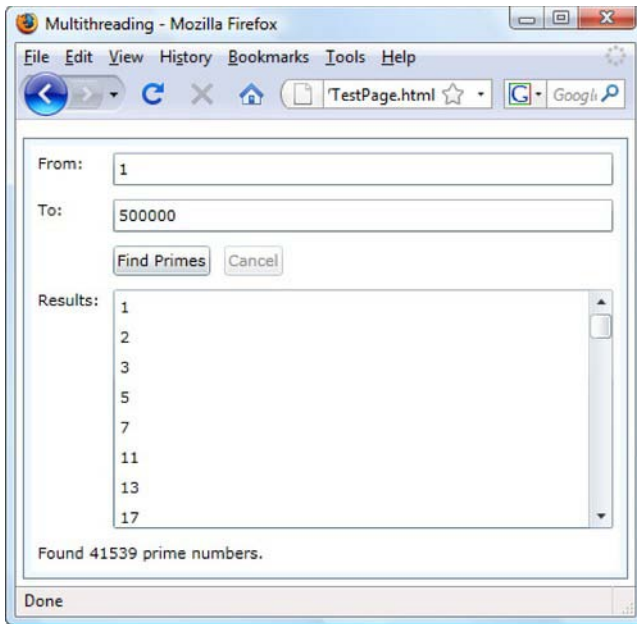 Multithreading - Mozilla Firefox
File Edit View History Bookmarks Tools Help
TestPage.html
G
From:
1
To:
500000
Find Primes Cancel
Results:
1
2
3
5
7
11
13
17
Found 41539 prime numbers.
Done